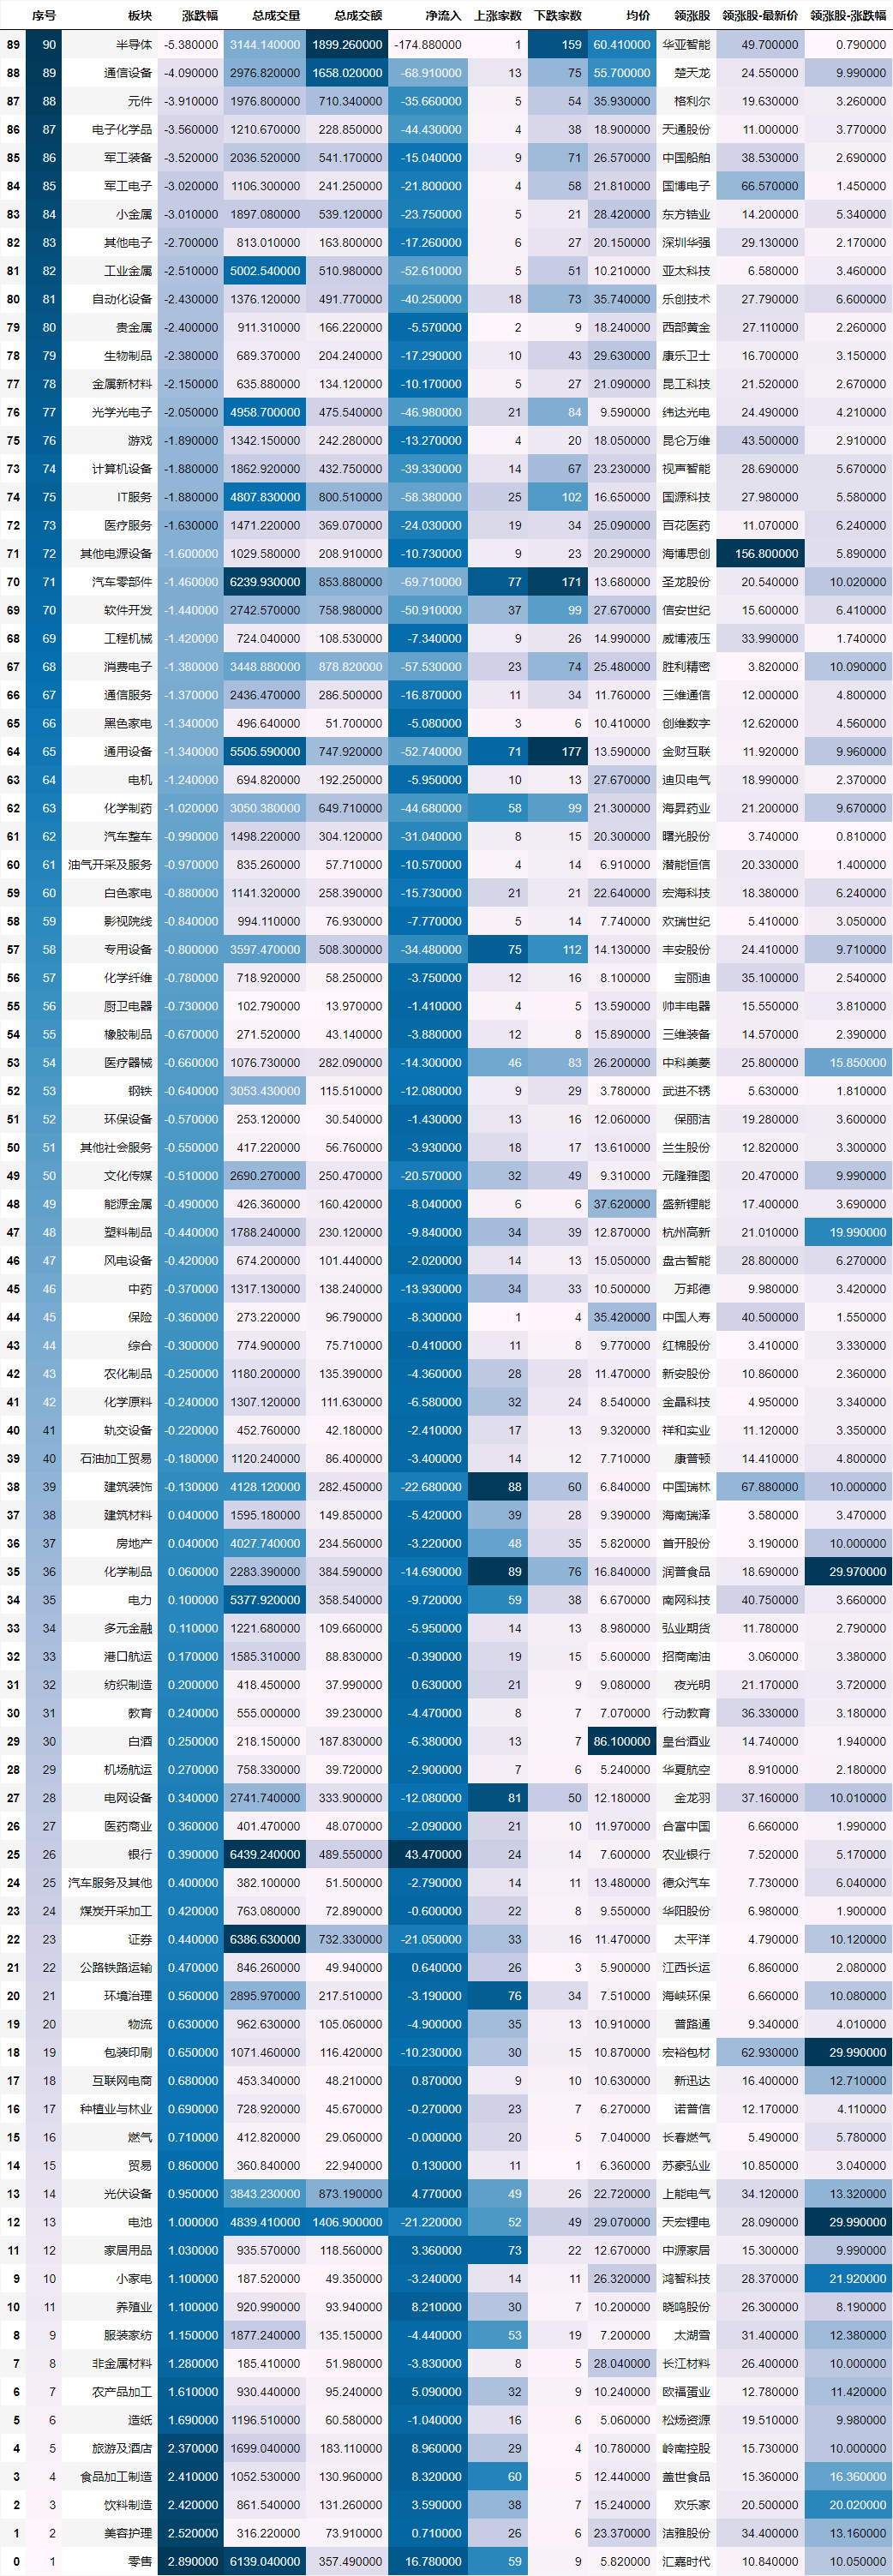 序号 板块 涨跌幅 总成交量 总成交额 净流入 上涨家数 下跌家数 均价 领涨股 领涨股-最新价 领涨股-涨跌幅
89 90 半导体 -5.380000 3144.140000 1899.260000 -174.880000 1 159 60.410000 华亚智能 49.700000 0.790000
88 89 通信设备 -4.090000 2976.820000 1658.020000 -68.910000 13 75 55.700000 楚天龙 24.550000 9.990000
87 88 元件 -3.910000 1976.800000 710.340000 -35.660000 5 54 35.930000 格利尔 19.630000 3.260000
86 87 电子化学品 -3.560000 1210.670000 228.850000 -44.430000 4 38 18.900000 天通股份 11.000000 3.770000
85 86 军工装备 -3.520000 2036.520000 541.170000 -15.040000 9 71 26.570000 中国船舶 38.530000 2.690000
84 85 军工电子 -3.020000 1106.300000 241.250000 -21.800000 4 58 21.810000 国博电子 66.570000 1.450000
83 84 小金属 -3.010000 1897.080000 539.120000 -23.750000 5 21 28.420000 东方锆业 14.200000 5.340000
82 83 其他电子 -2.700000 813.010000 163.800000 -17.260000 6 27 20.150000 深圳华强 29.130000 2.170000
81 82 工业金属 -2.510000 5002.540000 510.980000 -52.610000 5 51 10.210000 亚太科技 6.580000 3.460000
80 81 自动化设备 -2.430000 1376.120000 491.770000 -40.250000 18 73 35.740000 乐创技术 27.790000 6.600000
79 80 贵金属 -2.400000 911.310000 166.220000 -5.570000 2 9 18.240000 西部黄金 27.110000 2.260000
78 79 生物制品 -2.380000 689.370000 204.240000 -17.290000 10 43 29.630000 康乐卫士 16.700000 3.150000
77 78 金属新材料 -2.150000 635.880000 134.120000 -10.170000 5 27 21.090000 昆工科技 21.520000 2.670000
76 77 光学光电子 -2.050000 4958.700000 475.540000 -46.980000 21 84 9.590000 纬达光电 24.490000 4.210000
75 76 游戏 -1.890000 1342.150000 242.280000 -13.270000 4 20 18.050000 昆仑万维 43.500000 2.910000
73 74 计算机设备 -1.880000 1862.920000 432.750000 -39.330000 14 67 23.230000 视声智能 28.690000 5.670000
74 75 IT服务 -1.880000 4807.830000 800.510000 -58.380000 25 102 16.650000 国源科技 27.980000 5.580000
72 73 医疗服务 -1.630000 1471.220000 369.070000 -24.030000 19 34 25.090000 百花医药 11.070000 6.240000
71 72 其他电源设备 -1.600000 1029.580000 208.910000 -10.730000 9 23 20.290000 海博思创 156.800000 5.890000
70 71 汽车零部件 -1.460000 6239.930000 853.880000 -69.710000 77 171 13.680000 圣龙股份 20.540000 10.020000
69 70 软件开发 -1.440000 2742.570000 758.980000 -50.910000 37 99 27.670000 信安世纪 15.600000 6.410000
68 69 工程机械 -1.420000 724.040000 108.530000 -7.340000 9 26 14.990000 威博液压 33.990000 1.740000
67 68 消费电子 -1.380000 3448.880000 878.820000 -57.530000 23 74 25.480000 胜利精密 3.820000 10.090000
66 67 通信服务 -1.370000 2436.470000 286.500000 -16.870000 11 34 11.760000 三维通信 12.000000 4.800000
65 66 黑色家电 -1.340000 496.640000 51.700000 -5.080000 3 6 10.410000 创维数字 12.620000 4.560000
64 65 通用设备 -1.340000 5505.590000 747.920000 -52.740000 71 177 13.590000 金财互联 11.920000 9.960000
63 64 电机 -1.240000 694.820000 192.250000 -5.950000 10 13 27.670000 迪贝电气 18.990000 2.370000
62 63 化学制药 -1.020000 3050.380000 649.710000 -44.680000 58 99 21.300000 海昇药业 21.200000 9.670000
61 62 汽车整车 -0.990000 1498.220000 304.120000 -31.040000 8 15 20.300000 曙光股份 3.740000 0.810000
60 61 油气开采及服务 -0.970000 835.260000 57.710000 -10.570000 4 14 6.910000 潜能恒信 20.330000 1.400000
59 60 白色家电 -0.880000 1141.320000 258.390000 -15.730000 21 21 22.640000 宏海科技 18.380000 6.240000
58 59 影视院线 -0.840000 994.110000 76.930000 -7.770000 5 14 7.740000 欢瑞世纪 5.410000 3.050000
57 58 专用设备 -0.800000 3597.470000 508.300000 -34.480000 75 112 14.130000 丰安股份 24.410000 9.710000
56 57 化学纤维 -0.780000 718.920000 58.250000 -3.750000 12 16 8.100000 宝丽迪 35.100000 2.540000
55 56 厨卫电器 -0.730000 102.790000 13.970000 -1.410000 4 5 13.590000 帅丰电器 15.550000 3.810000
54 55 橡胶制品 -0.670000 271.520000 43.140000 -3.880000 12 8 15.890000 三维装备 14.570000 2.390000
53 54 医疗器械 -0.660000 1076.730000 282.090000 -14.300000 46 83 26.200000 中科美菱 25.800000 15.850000
52 53 钢铁 -0.640000 3053.430000 115.510000 -12.080000 9 29 3.780000 武进不锈 5.630000 1.810000
51 52 环保设备 -0.570000 253.120000 30.540000 -1.430000 13 16 12.060000 保丽洁 19.280000 3.600000
50 51 其他社会服务 -0.550000 417.220000 56.760000 -3.930000 18 17 13.610000 兰生股份 12.820000 3.300000
49 50 文化传媒 -0.510000 2690.270000 250.470000 -20.570000 32 49 9.310000 元隆雅图 20.470000 9.990000
48 49 能源金属 -0.490000 426.360000 160.420000 -8.040000 6 6 37.620000 盛新锂能 17.400000 3.690000
47 48 塑料制品 -0.440000 1788.240000 230.120000 -9.840000 34 39 12.870000 杭州高新 21.010000 19.990000
46 47 风电设备 -0.420000 674.200000 101.440000 -2.020000 14 13 15.050000 盘古智能 28.800000 6.270000
45 46 中药 -0.370000 1317.130000 138.240000 -13.930000 34 33 10.500000 万邦德 9.980000 3.420000
44 45 保险 -0.360000 273.220000 96.790000 -8.300000 1 4 35.420000 中国人寿 40.500000 1.550000
43 44 综合 -0.300000 774.900000 75.710000 -0.410000 11 8 9.770000 红棉股份 3.410000 3.330000
42 43 农化制品 -0.250000 1180.200000 135.390000 -4.360000 28 28 11.470000 新安股份 10.860000 2.360000
41 42 化学原料 -0.240000 1307.120000 111.630000 -6.580000 32 24 8.540000 金晶科技 4.950000 3.340000
40 41 轨交设备 -0.220000 452.760000 42.180000 -2.410000 17 13 9.320000 祥和实业 11.120000 3.350000
39 40 石油加工贸易 -0.180000 1120.240000 86.400000 -3.400000 14 12 7.710000 康普顿 14.410000 4.800000
38 39 建筑装饰 -0.130000 4128.120000 282.450000 -22.680000 88 60 6.840000 中国瑞林 67.880000 10.000000
37 38 建筑材料 0.040000 1595.180000 149.850000 -5.420000 39 28 9.390000 海南瑞泽 3.580000 3.470000
36 37 房地产 0.040000 4027.740000 234.560000 -3.220000 48 35 5.820000 首开股份 3.190000 10.000000
35 36 化学制品 0.060000 2283.390000 384.590000 -14.690000 89 76 16.840000 润普食品 18.690000 29.970000
34 35 电力 0.100000 5377.920000 358.540000 -9.720000 59 38 6.670000 南网科技 40.750000 3.660000
33 34 多元金融 0.110000 1221.680000 109.660000 -5.950000 14 13 8.980000 弘业期货 11.780000 2.790000
32 33 港口航运 0.170000 1585.310000 88.830000 -0.390000 19 15 5.600000 招商南油 3.060000 3.380000
31 32 纺织制造 0.200000 418.450000 37.990000 0.630000 21 9 9.080000 夜光明 21.170000 3.720000
30 31 教育 0.240000 555.000000 39.230000 -4.470000 8 7 7.070000 行动教育 36.330000 3.180000
29 30 白酒 0.250000 218.150000 187.830000 -6.380000 13 7 86.100000 皇台酒业 14.740000 1.940000
28 29 机场航运 0.270000 758.330000 39.720000 -2.900000 7 6 5.240000 华夏航空 8.910000 2.180000
27 28 电网设备 0.340000 2741.740000 333.900000 -12.080000 81 50 12.180000 金龙羽 37.160000 10.010000
26 27 医药商业 0.360000 401.470000 48.070000 -2.090000 21 10 11.970000 合富中国 6.660000 1.990000
25 26 银行 0.390000 6439.240000 489.550000 43.470000 24 14 7.600000 农业银行 7.520000 5.170000
24 25 汽车服务及其他 0.400000 382.100000 51.500000 -2.790000 14 11 13.480000 德众汽车 7.730000 6.040000
23 24 煤炭开采加工 0.420000 763.080000 72.890000 -0.600000 22 8 9.550000 华阳股份 6.980000 1.900000
22 23 证券 0.440000 6386.630000 732.330000 -21.050000 33 16 11.470000 太平洋 4.790000 10.120000
21 22 公路铁路运输 0.470000 846.260000 49.940000 0.640000 26 3 5.900000 江西长运 6.860000 2.080000
20 21 环境治理 0.560000 2895.970000 217.510000 -3.190000 76 34 7.510000 海峡环保 6.660000 10.080000
19 20 物流 0.630000 962.630000 105.060000 -4.900000 35 13 10.910000 普路通 9.340000 4.010000
18 19 包装印刷 0.650000 1071.460000 116.420000 -10.230000 30 15 10.870000 宏裕包材 62.930000 29.990000
17 18 互联网电商 0.680000 453.340000 48.210000 0.870000 9 10 10.630000 新迅达 16.400000 12.710000
16 17 种植业与林业 0.690000 728.920000 45.670000 -0.270000 23 7 6.270000 诺普信 12.170000 4.110000
15 16 燃气 0.710000 412.820000 29.060000 -0.000000 20 5 7.040000 长春燃气 5.490000 5.780000
14 15 贸易 0.860000 360.840000 22.940000 0.130000 11 1 6.360000 苏豪弘业 10.850000 3.040000
13 14 光伏设备 0.950000 3843.230000 873.190000 4.770000 49 26 22.720000 上能电气 34.120000 13.320000
12 13 电池 1.000000 4839.410000 1406.900000 -21.220000 52 49 29.070000 天宏锂电 28.090000 29.990000
11 12 家居用品 1.030000 935.570000 118.560000 3.360000 73 22 12.670000 中源家居 15.300000 9.990000
9 10 小家电 1.100000 187.520000 49.350000 -3.240000 14 11 26.320000 鸿智科技 28.370000 21.920000
10 11 养殖业 1.100000 920.990000 93.940000 8.210000 30 7 10.200000 晓鸣股份 26.300000 8.190000
8 9 服装家纺 1.150000 1877.240000 135.150000 -4.440000 53 19 7.200000 太湖雪 31.400000 12.380000
7 8 非金属材料 1.280000 185.410000 51.980000 -3.830000 8 5 28.040000 长江材料 26.400000 10.000000
6 7 农产品加工 1.610000 930.440000 95.240000 5.090000 32 9 10.240000 欧福蛋业 12.780000 11.420000
5 6 造纸 1.690000 1196.510000 60.580000 -1.040000 16 6 5.060000 松炀资源 19.510000 9.980000
4 5 旅游及酒店 2.370000 1699.040000 183.110000 8.960000 29 4 10.780000 岭南控股 15.730000 10.000000
3 4 食品加工制造 2.410000 1052.530000 130.960000 8.320000 60 5 12.440000 盖世食品 15.360000 16.360000
2 3 饮料制造 2.420000 861.540000 131.260000 3.590000 38 7 15.240000 欢乐家 20.500000 20.020000
1 2 美容护理 2.520000 316.220000 73.910000 0.710000 26 6 23.370000 洁雅股份 34.400000 13.160000
0 1 零售 2.890000 6139.040000 357.490000 16.780000 59 9 5.820000 汇嘉时代 10.840000 10.050000